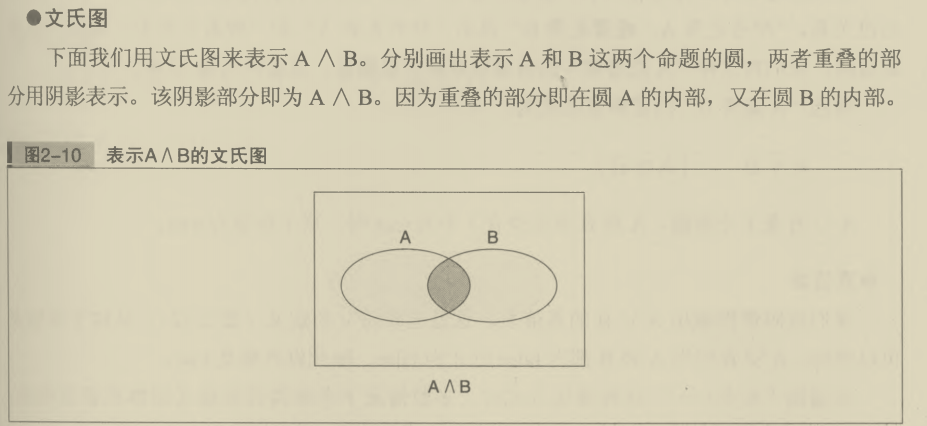 ●文氏图
下面我们用文氏图来表示 A ∧ B。分别画出表示 A 和 B 这两个命题的圆，两者重叠的部
分用阴影表示。该阴影部分即为 A ∧ B。因为重叠的部分即在圆 A 的内部，又在圆 B 的内部。
图2-10 表示A∧B的文氏图
A B
A∧B